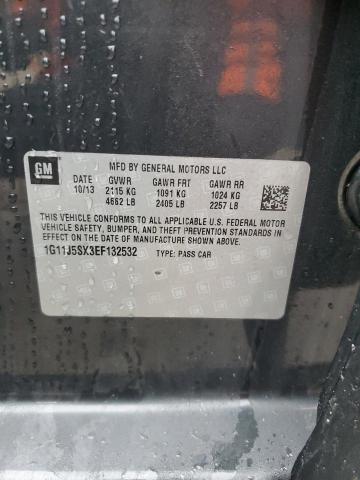 GM
MFD BY GENERAL MOTORS LLC
DATE GVWR GAWR FRT GAWR RR
10/13 2115 KG 1091 KG 1024 KG
4662 LB 2405 LB 2257 LB
THIS VEHICLE CONFORMS TO ALL APPLICABLE U.S. FEDERAL MOTOR
VEHICLE SAFETY, BUMPER, AND THEFT PREVENTION STANDARDS IN
EFFECT ON THE DATE OF MANUFACTURE SHOWN ABOVE.
1G11J5SX3EF132532 TYPE: PASS CAR